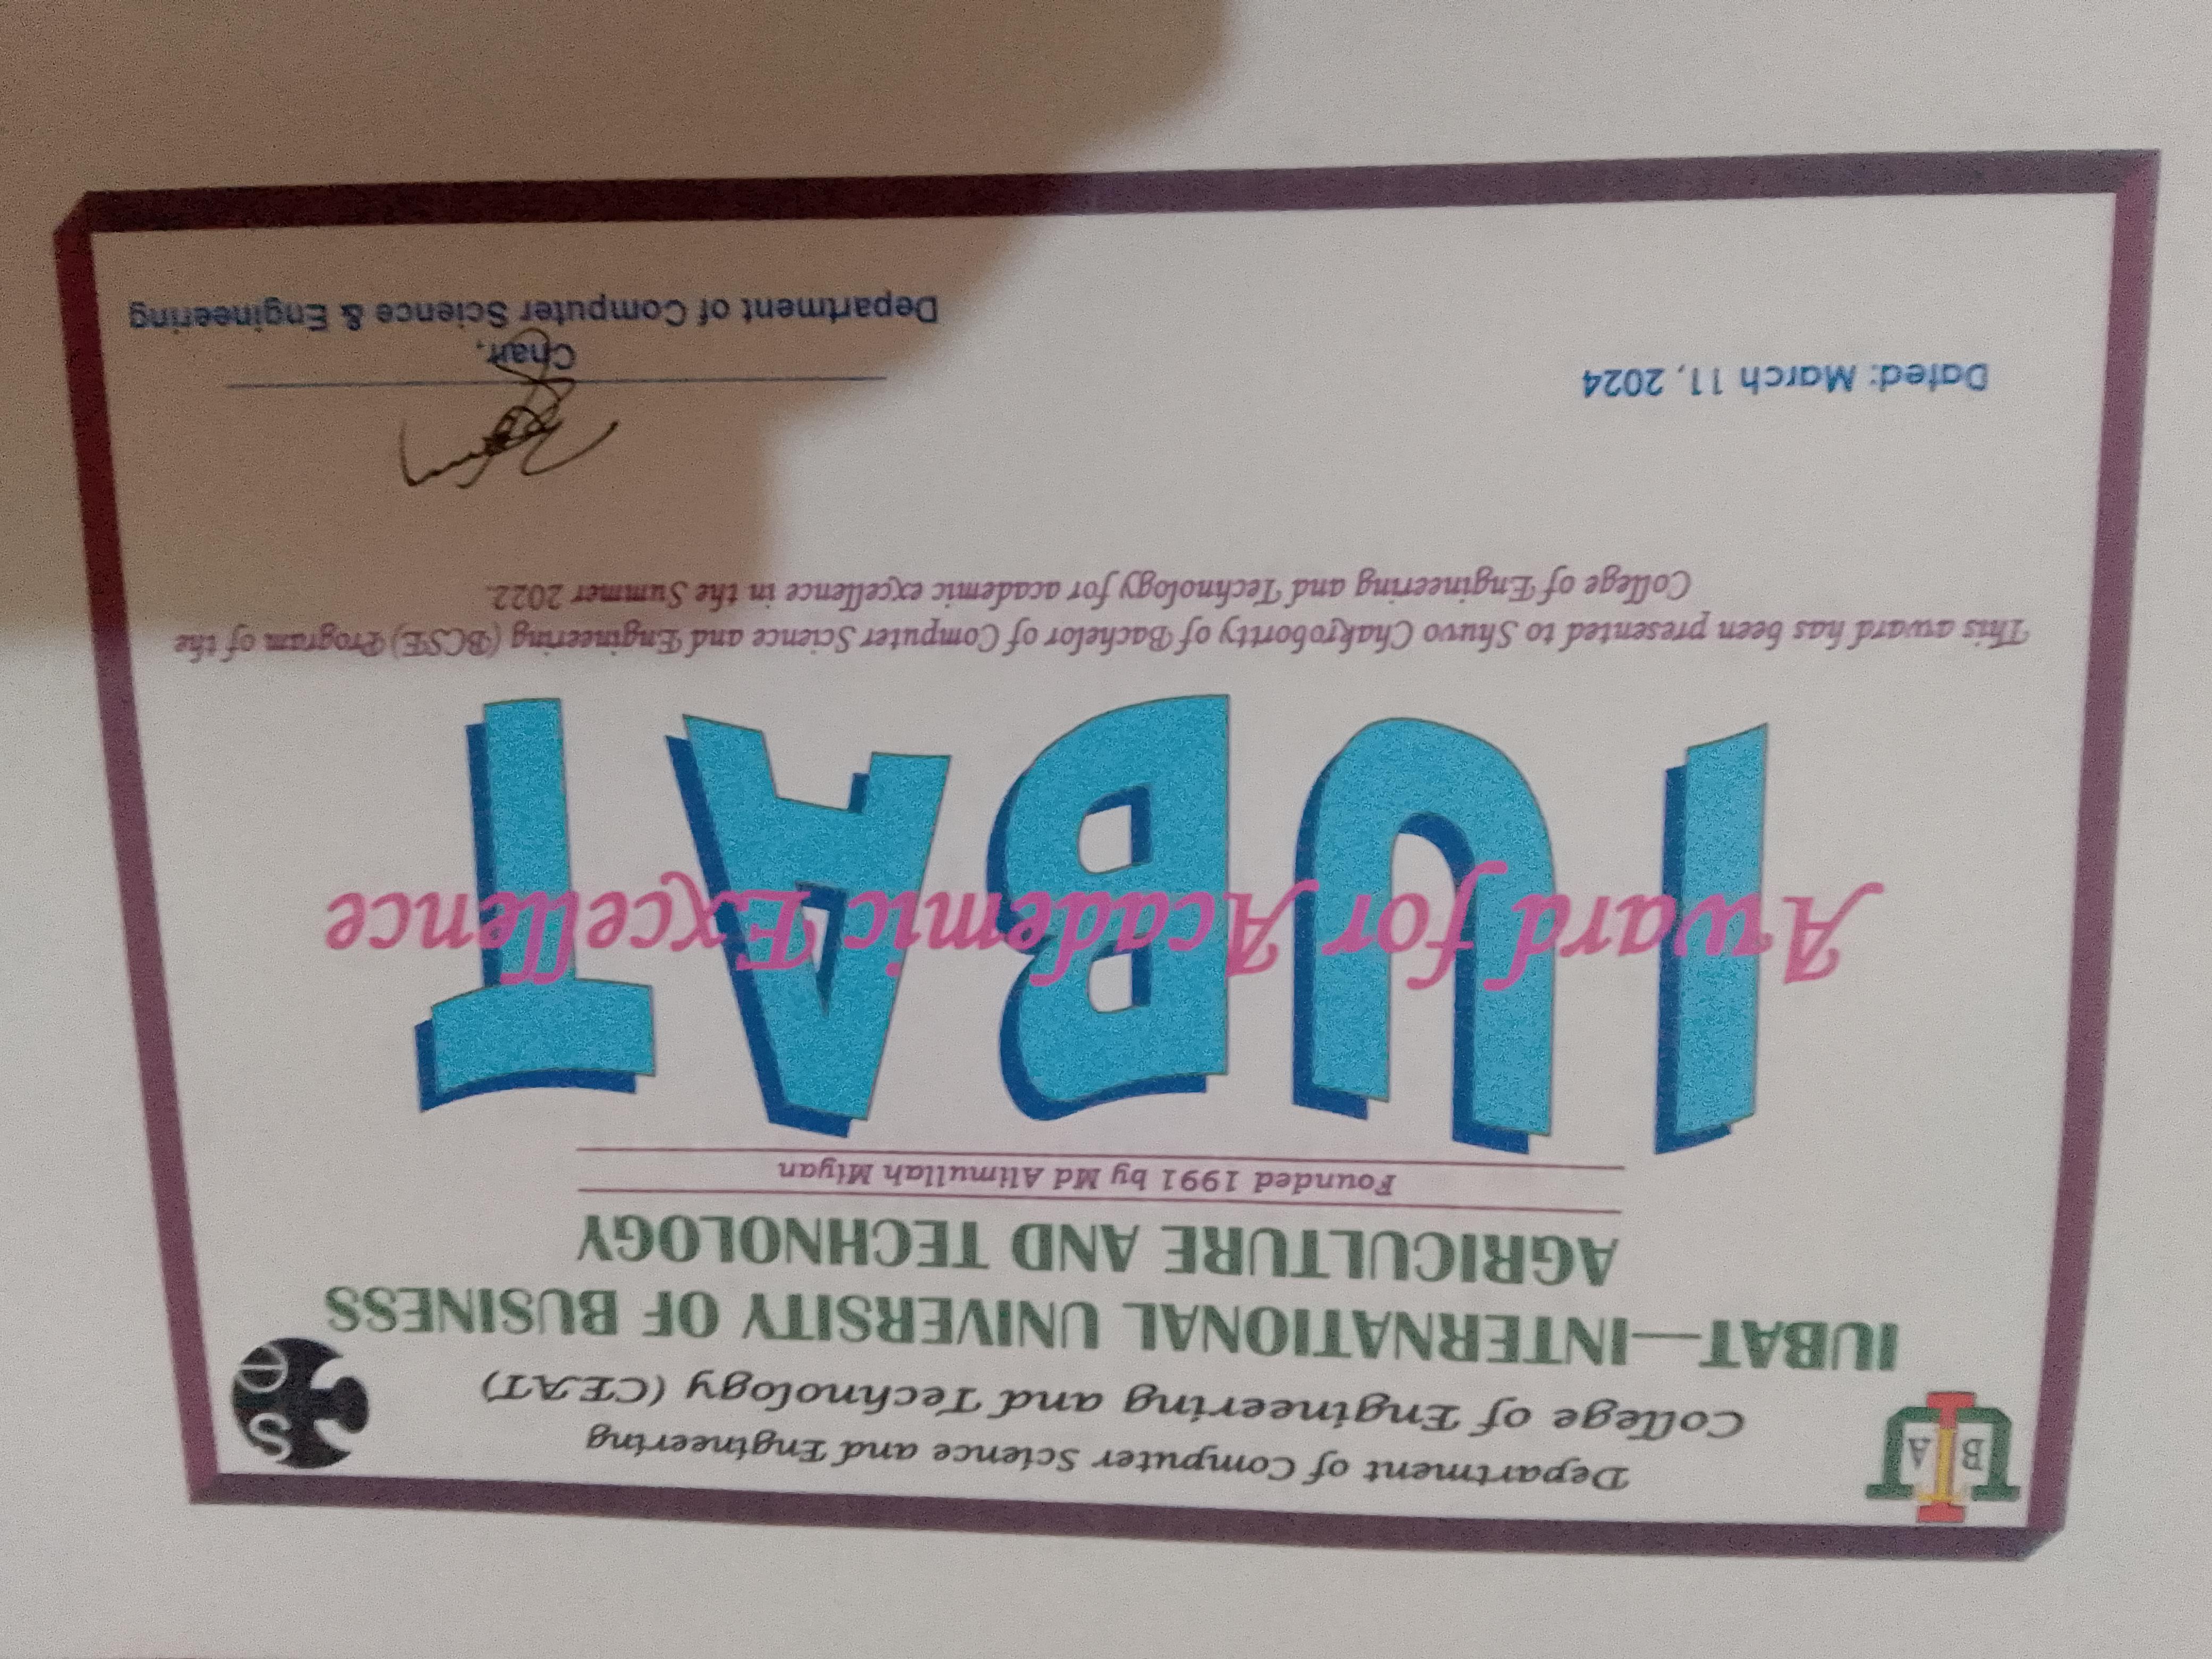 IUBAT
Department of Computer Science and Engineering
College of Engineering and Technology (CEAT)
CSe
IUBAT—INTERNATIONAL UNIVERSITY OF BUSINESS
AGRICULTURE AND TECHNOLOGY
Founded 1991 by Md Alimullah Miyan
IUBAT
Award for Academic Excellence
This award has been presented to Shuvo Chakrobortty of Bachelor of Computer Science and Engineering (BCSE) Program of the
College of Engineering and Technology for academic excellence in the Summer 2022.
Dated: March 11, 2024
Chair,
Department of Computer Science & Engineering